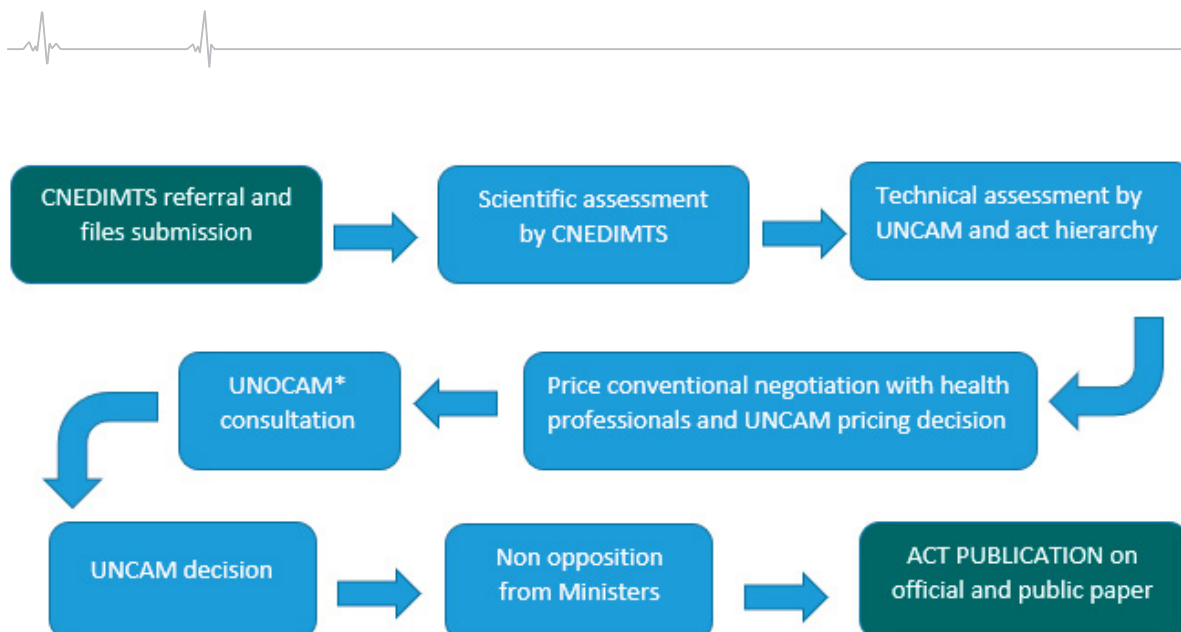 CNEDIMTS referral and
files submission
Scientific assessment
by CNEDIMTS
Technical assessment by
UNCAM and act hierarchy
Price conventional negotiation with health
professionals and UNCAM pricing decision
UNOCAM*
consultation
UNCAM decision
Non opposition
from Ministers
ACT PUBLICATION on
official and public paper